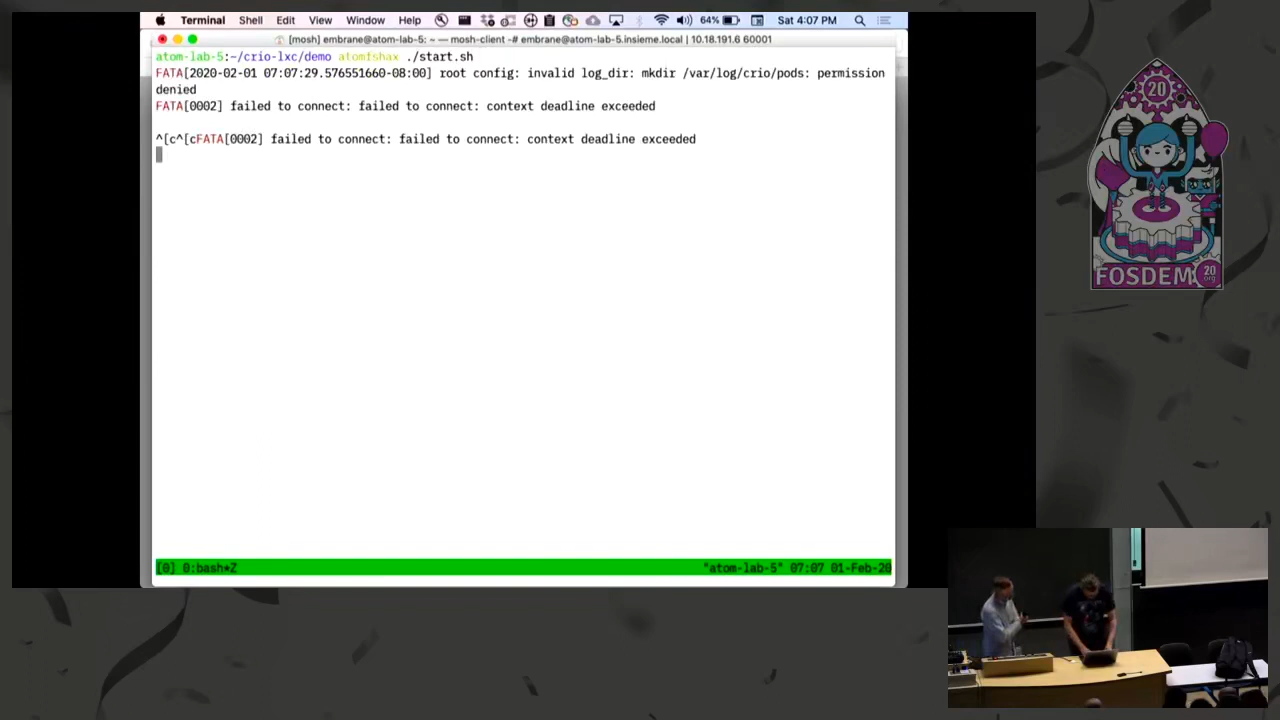 Terminal Shell Edit View Window Help 64% Sat 4:07 PM
[mosh] embrane@atom-lab-5: ~ — mosh-client -# embrane@atom-lab-5.insieme.local | 10.18.191.6 60001
atom-lab-5:~/crio-lxc/demo atomfshax ./start.sh
FATA[2020-02-01 07:07:29.576551660-08:00] root config: invalid log_dir: mkdir /var/log/crio/pods: permission
denied
FATA[0002] failed to connect: failed to connect: context deadline exceeded
^[c^[cFATA[0002] failed to connect: failed to connect: context deadline exceeded
[0] 0:bash*Z "atom-lab-5" 07:07 01-Feb-20
20
FOSDEM 20
.org